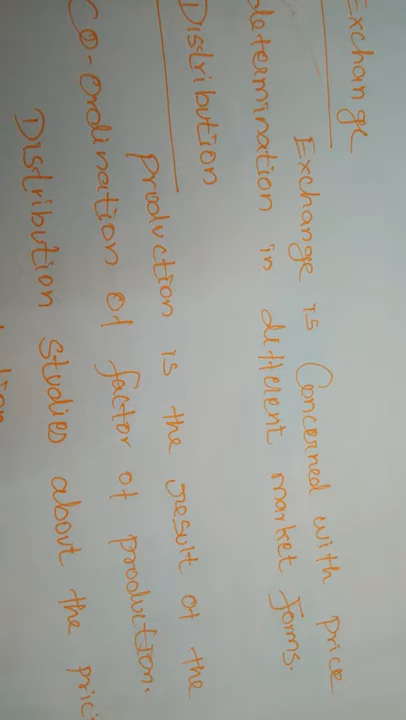 Exchange
Exchange is Concerned with price
determination in different market forms.
Distribution
production is the result of the
Co-ordination of factor of production.
Distribution studies about the